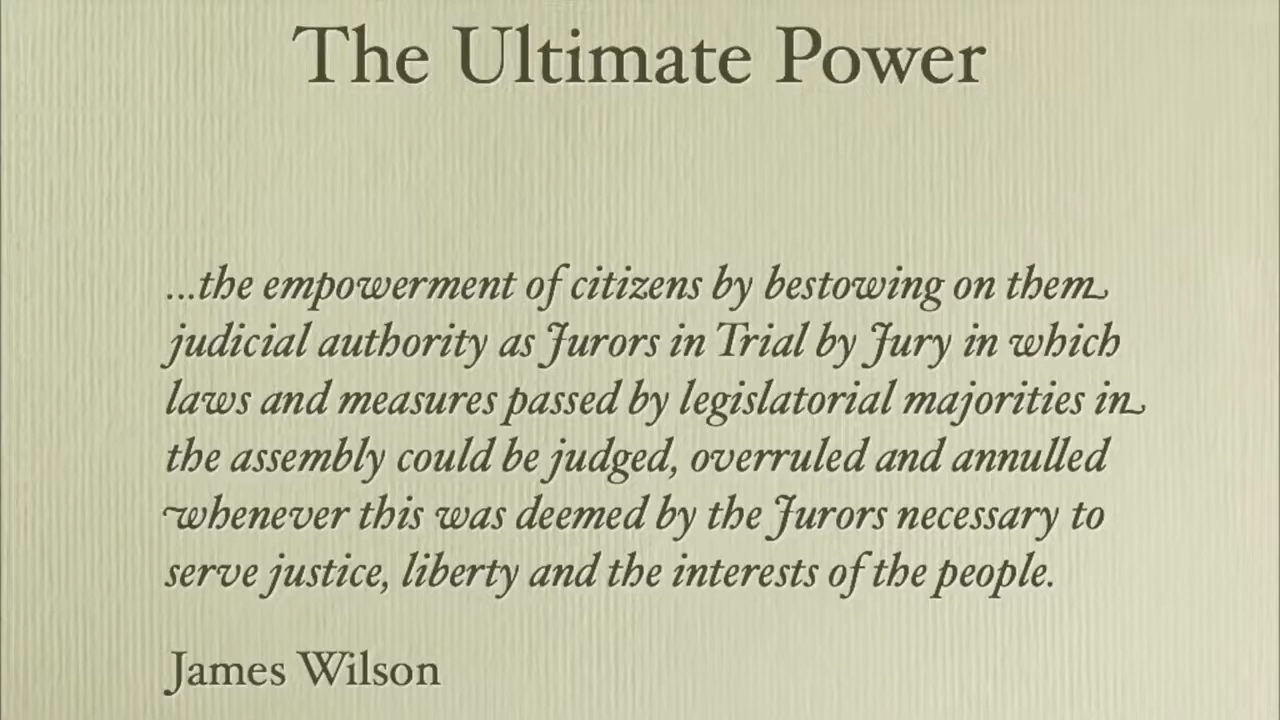 The Ultimate Power
...the empowerment of citizens by bestowing on them
judicial authority as Jurors in Trial by Jury in which
laws and measures passed by legislatorial majorities in
the assembly could be judged, overruled and annulled
whenever this was deemed by the Jurors necessary to
serve justice, liberty and the interests of the people.
James Wilson